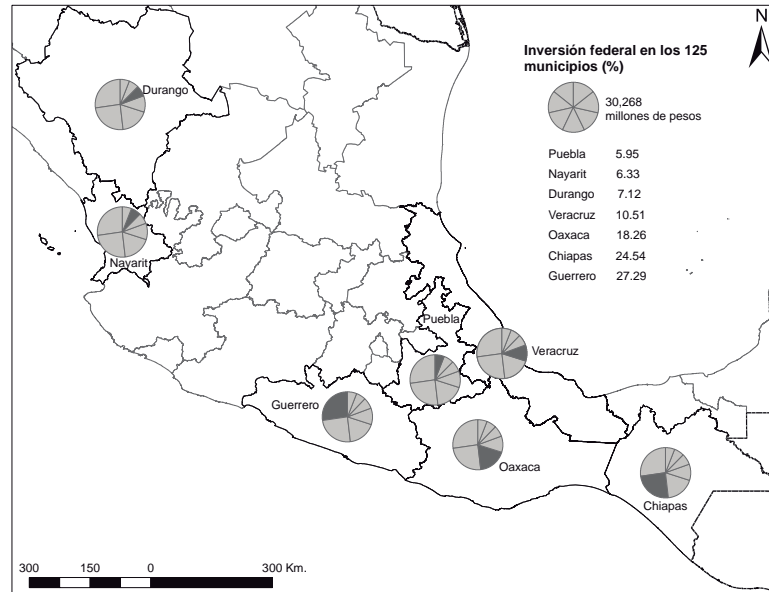 N
Inversión federal en los 125
municipios (%)
30,268
millones de pesos
Puebla 5.95
Nayarit 6.33
Durango 7.12
Veracruz 10.51
Oaxaca 18.26
Chiapas 24.54
Guerrero 27.29
Durango
Nayarit
Puebla
Veracruz
Guerrero
Oaxaca
Chiapas
300 150 0 300 Km.